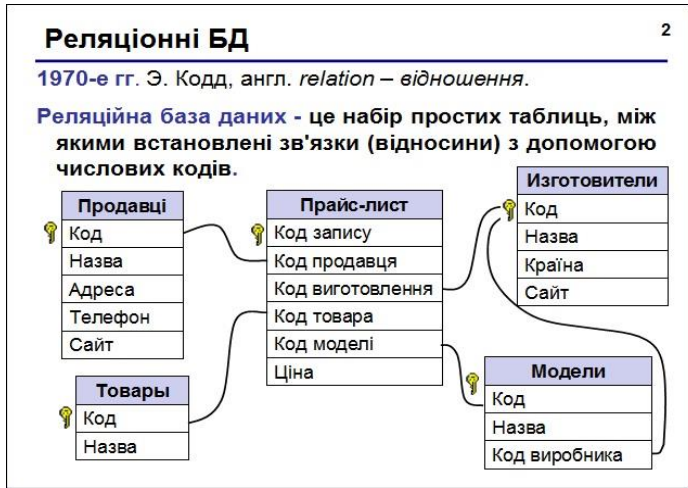 2
Реляціонні БД
1970-е гг. Э. Кодд, англ. relation – відношення.
Реляційна база даних - це набір простих таблиць, між
якими встановлені зв'язки (відносини) з допомогою
числових кодів.
Продавці
Код
Назва
Адреса
Телефон
Сайт
Товары
Код
Назва
Прайс-лист
Код запису
Код продавця
Код виготовлення
Код товара
Код моделі
Ціна
Изготовители
Код
Назва
Країна
Сайт
Модели
Код
Назва
Код виробника